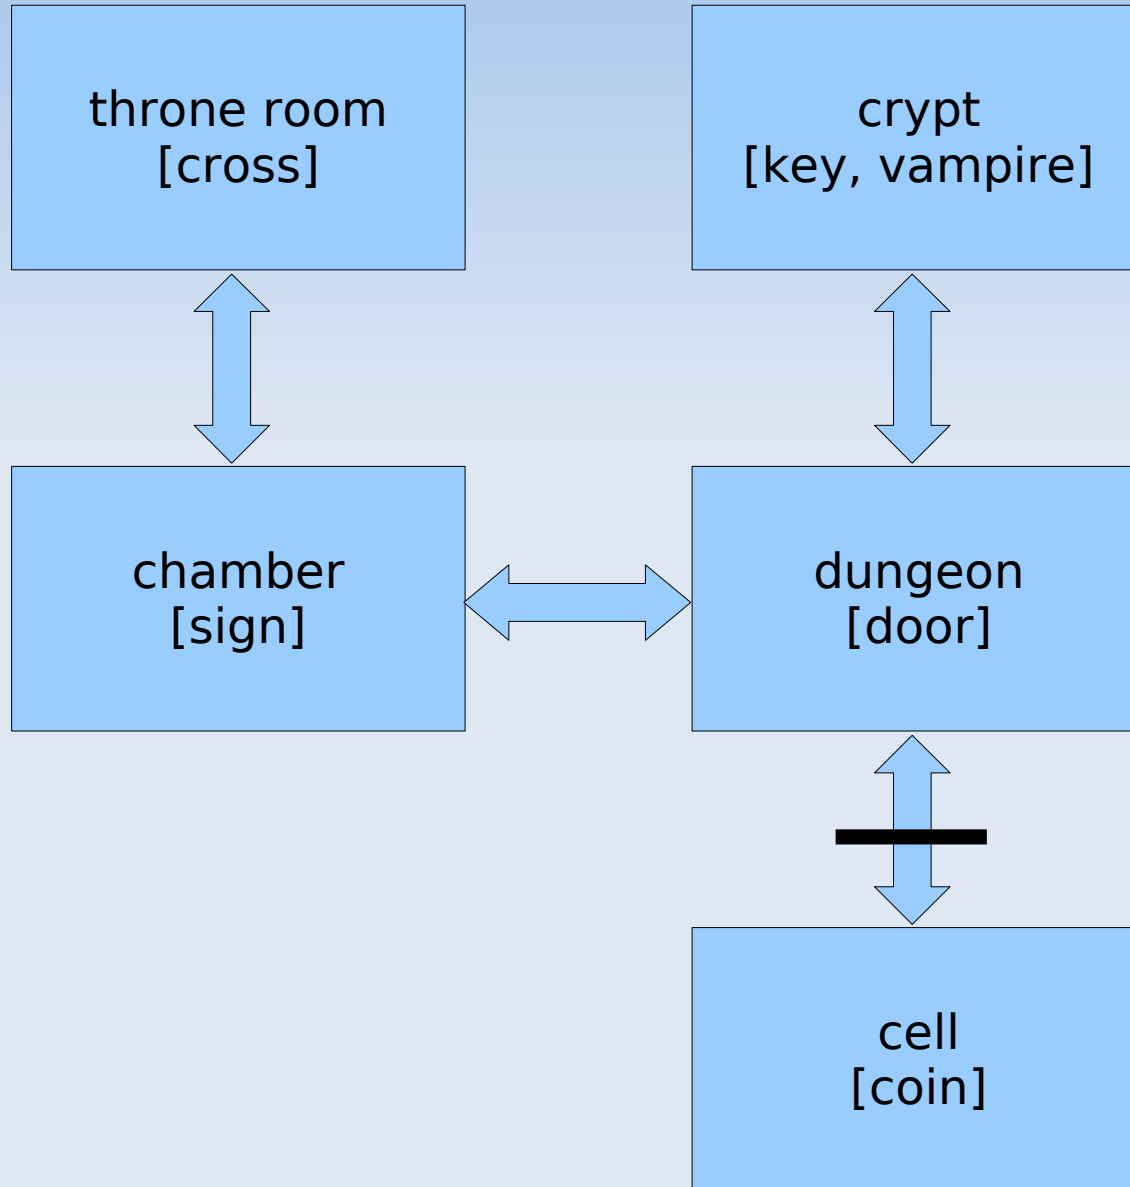 throne room
[cross]
crypt
[key, vampire]
chamber
[sign]
dungeon
[door]
cell
[coin]